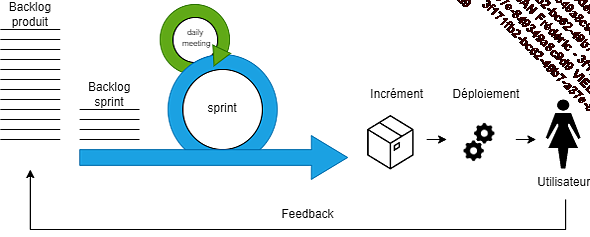 Backlog
produit
Backlog
sprint
daily
meeting
sprint
Incrément
Déploiement
Utilisateur
Feedback